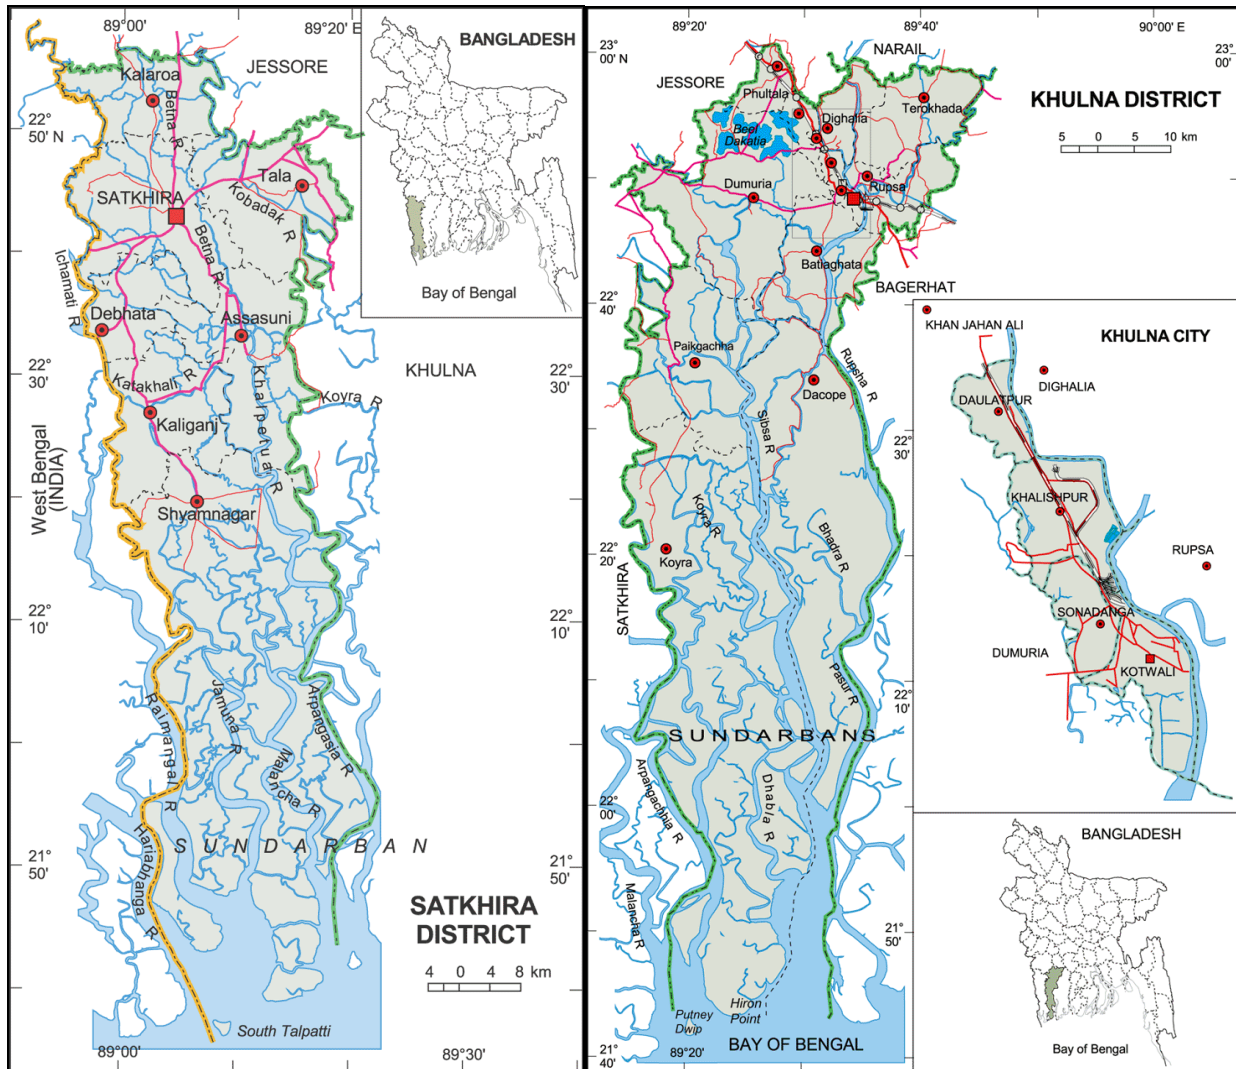 89°00'
89°20' E
BANGLADESH
Kalaroa
JESSORE
Betna R
22°
50' N
Tala
SATKHIRA
Kobadak R
Betna R
Ichamati R
Bay of Bengal
Debhata
Assasuni
22°
30'
KHULNA
22°
30'
Katakhali R
Khalpetua R
Koyra R
Kaliganj
West Bengal
(INDIA)
Shyamnagar
22°
10'
22°
10'
Raimangal R
Jamuna R
Arpangasia R
Malancha R
Hariabhanga R
SUNDARBAN
21°
50'
21°
50'
SATKHIRA
DISTRICT
4 0 4 8 km
South Talpatti
89°00'
89°30'
89°20'
89°40'
90°00' E
23°
00' N
23°
00'
NARAIL
JESSORE
Phultala
Terokhada
KHULNA DISTRICT
Dighalia
Beel
Dakatia
5 0 10 km
Dumuria
Rupsa
Batiaghata
BAGERHAT
22°
40'
Paikgachha
Rupsha R
Dacope
Sibsa R
22°
30'
Koyra R
Bhadra R
22°
20'
Koyra
SATKHIRA
Pasur R
22°
10'
SUNDARBANS
Arpangachhia R
Dhabla R
22°
00'
Malancha R
21°
50'
Hiron
Point
Putney
Dwip
BAY OF BENGAL
21°
40'
89°20'
KHAN JAHAN ALI
KHULNA CITY
DIGHALIA
DAULATPUR
KHALISHPUR
RUPSA
SONADANGA
DUMURIA
KOTWALI
BANGLADESH
Bay of Bengal